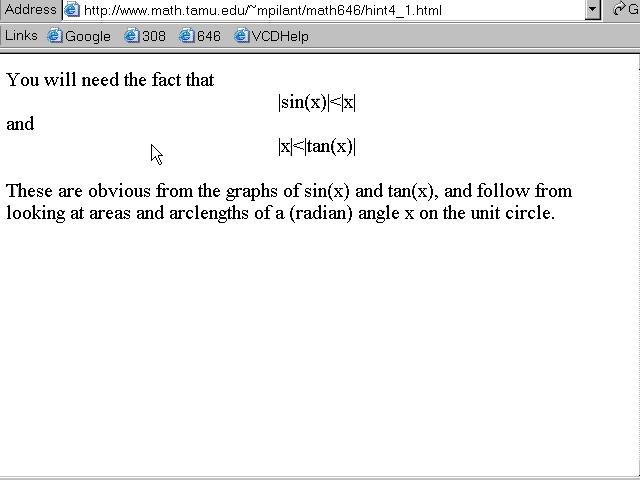 Address http://www.math.tamu.edu/~mpilant/math646/hint4_1.html G
Links Google 308 646 VCDHelp
You will need the fact that
|sin(x)|<|x|
and
|x|<|tan(x)|
These are obvious from the graphs of sin(x) and tan(x), and follow from
looking at areas and arclengths of a (radian) angle x on the unit circle.